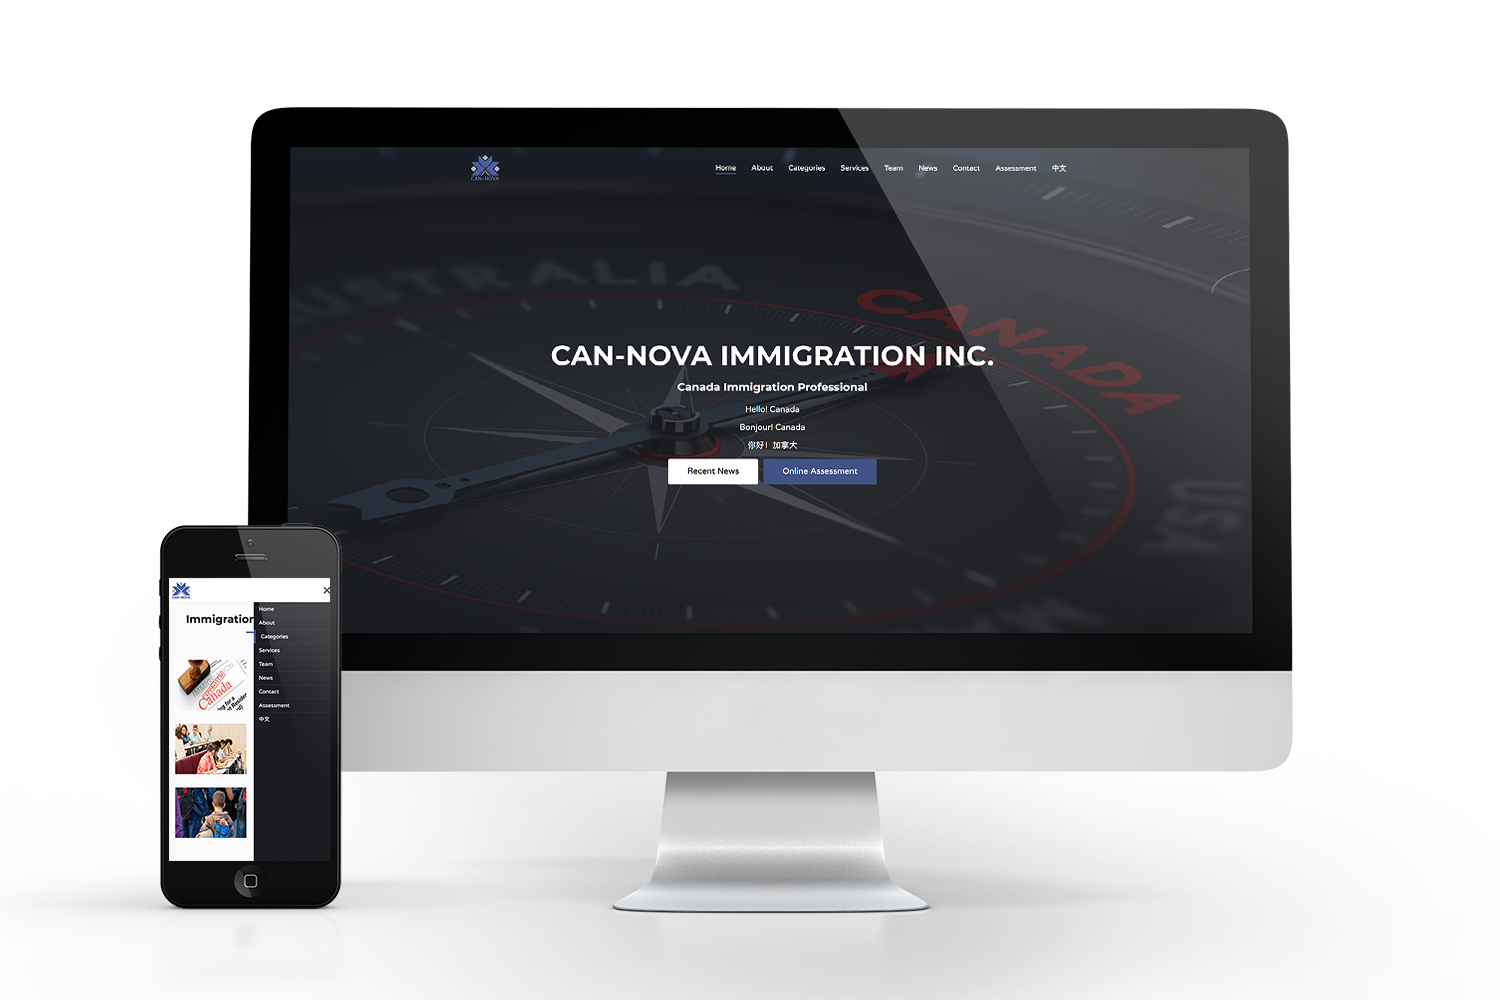 CAN-NOVA
Home About Categories Services Team News Contact Assessment 中文
AUSTRALIA
CANADA
USA
CAN-NOVA IMMIGRATION INC.
Canada Immigration Professional
Hello! Canada
Bonjour! Canada
你好！加拿大
Recent News Online Assessment
CAN-NOVA
Immigration
Home
About
Categories
Services
Team
News
Contact
Assessment
中文
IMMIGRATION
Canada